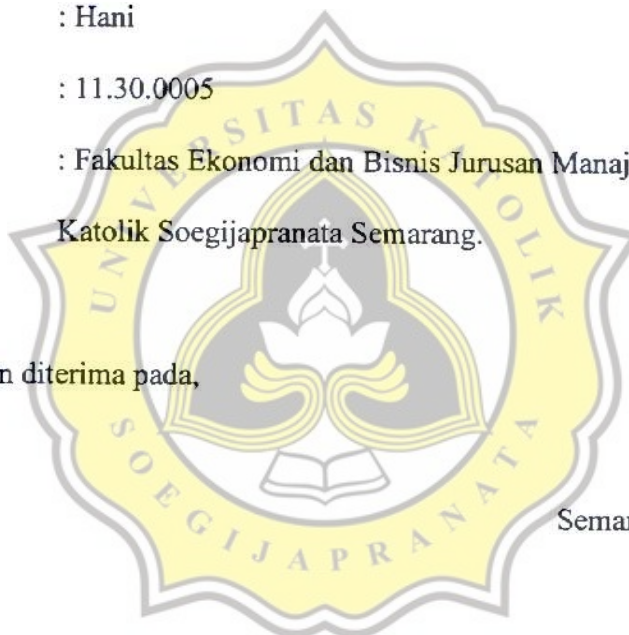 : Hani
: 11.30.0005
: Fakultas Ekonomi dan Bisnis Jurusan Manaj
Katolik Soegijapranata Semarang.
n diterima pada,
Semar
UNIVERSITAS KATOLIK
SOEGIJAPRANATA